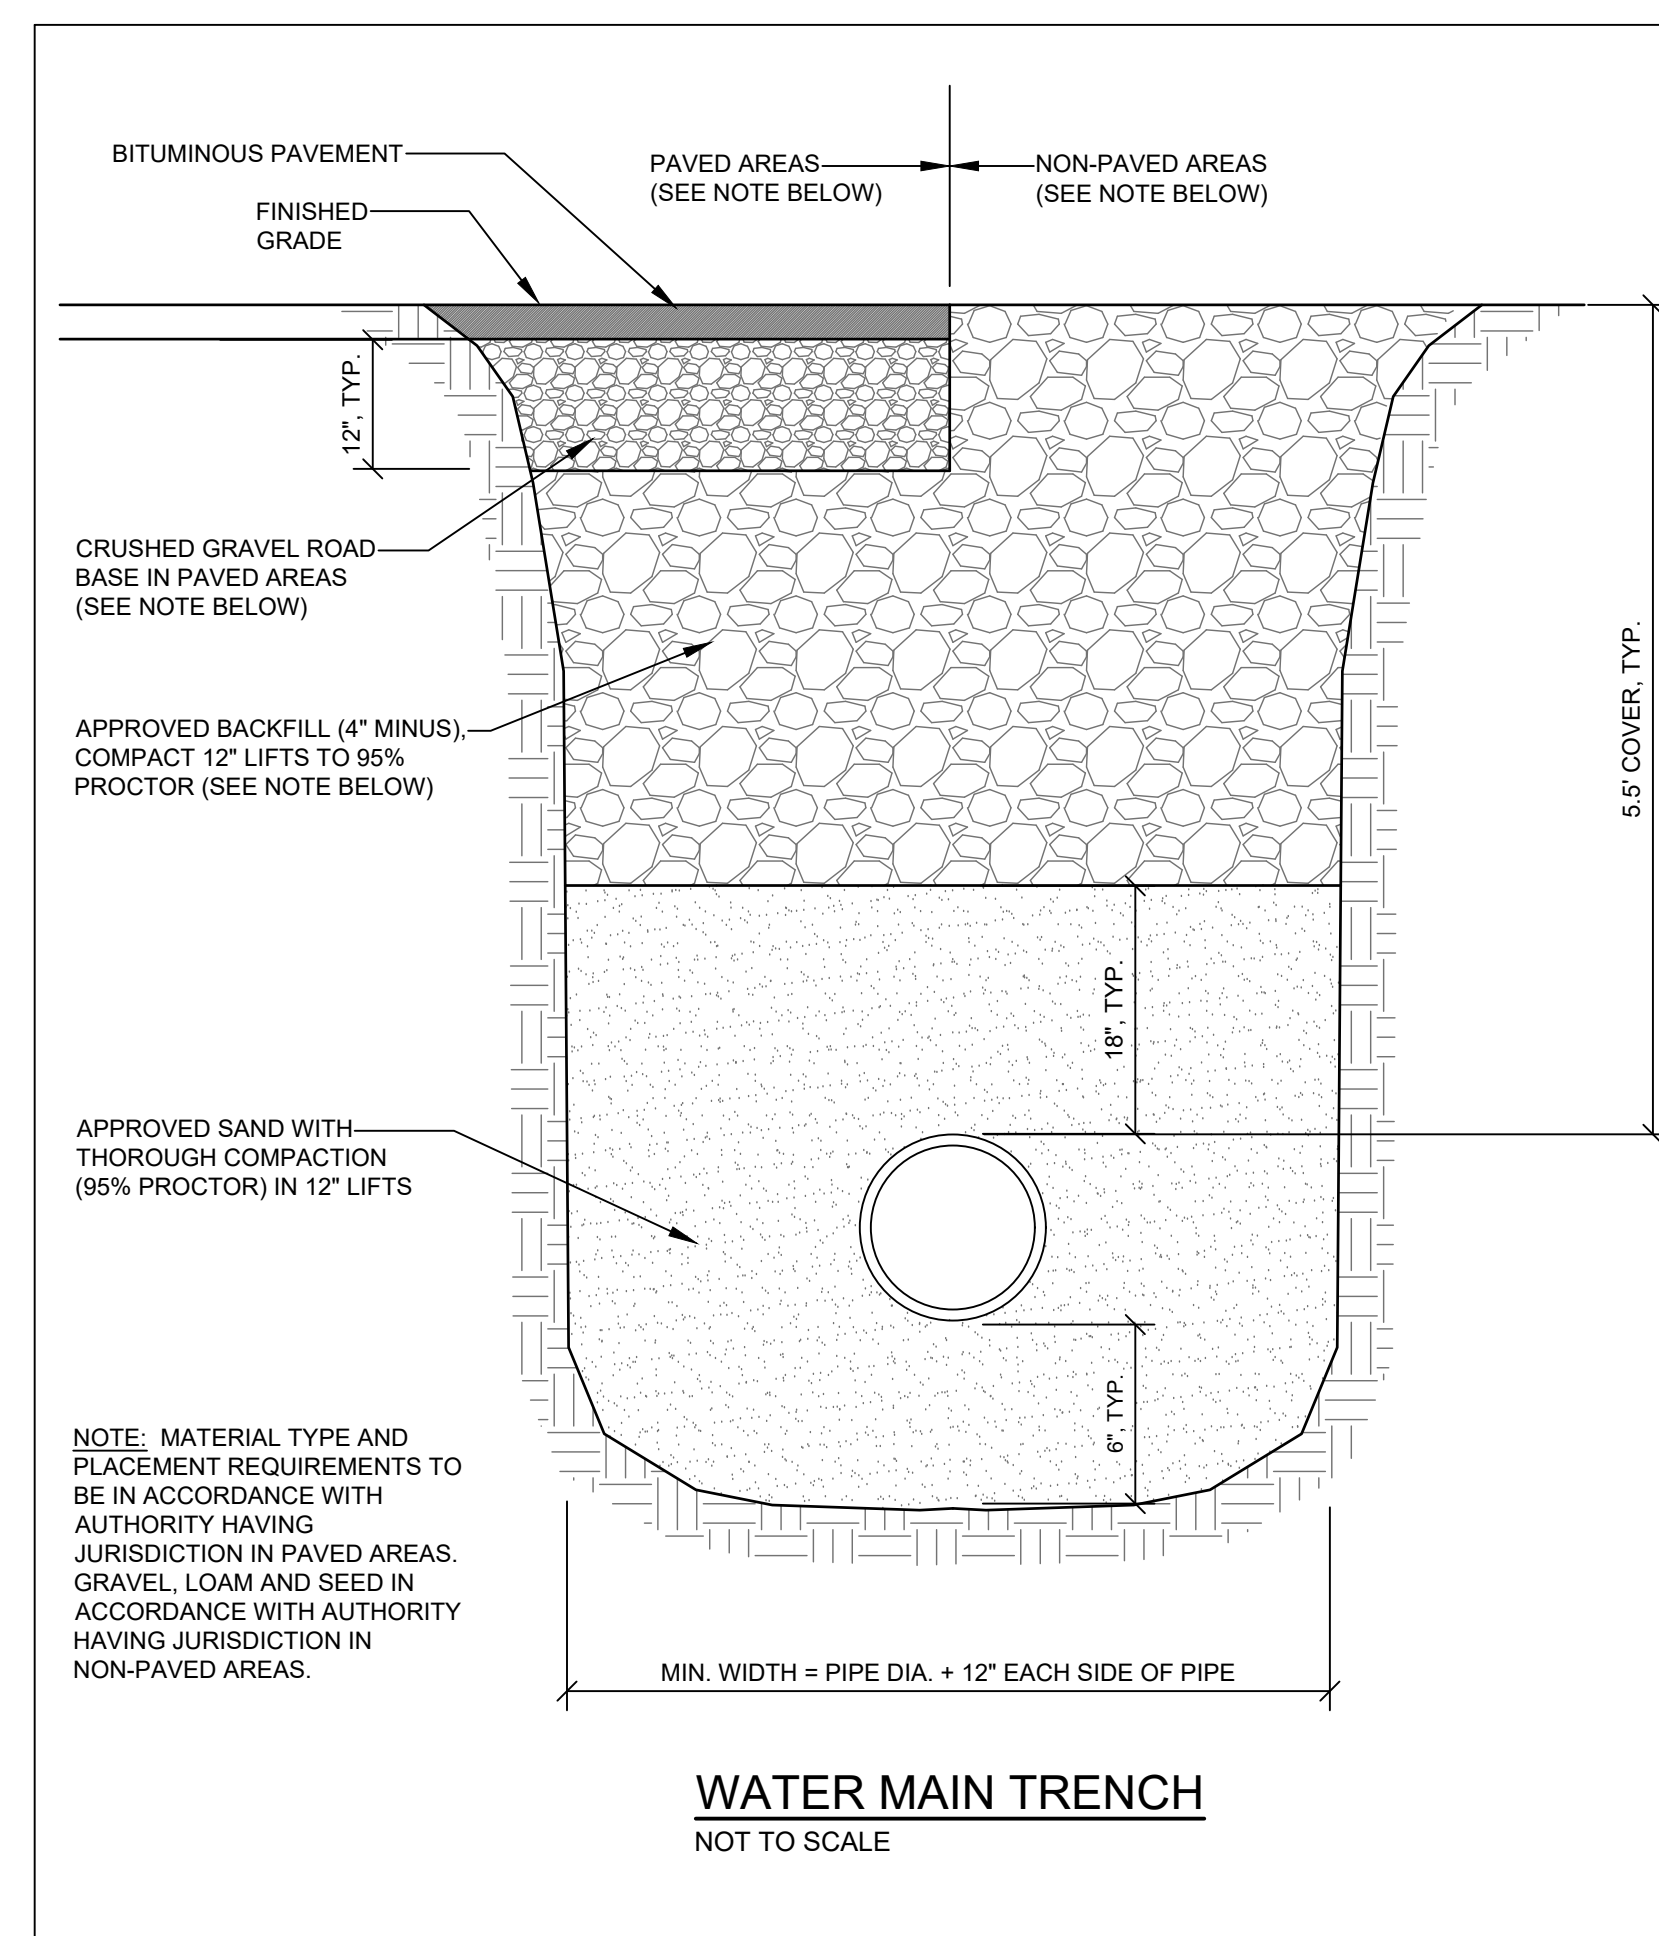 BITUMINOUS PAVEMENT
FINISHED
GRADE
PAVED AREAS
(SEE NOTE BELOW)
NON-PAVED AREAS
(SEE NOTE BELOW)
12", TYP.
CRUSHED GRAVEL ROAD
BASE IN PAVED AREAS
(SEE NOTE BELOW)
5.5' COVER, TYP.
APPROVED BACKFILL (4" MINUS),
COMPACT 12" LIFTS TO 95%
PROCTOR (SEE NOTE BELOW)
18", TYP.
APPROVED SAND WITH
THOROUGH COMPACTION
(95% PROCTOR) IN 12" LIFTS
6", TYP.
NOTE: MATERIAL TYPE AND
PLACEMENT REQUIREMENTS TO
BE IN ACCORDANCE WITH
AUTHORITY HAVING
JURISDICTION IN PAVED AREAS.
GRAVEL, LOAM AND SEED IN
ACCORDANCE WITH AUTHORITY
HAVING JURISDICTION IN
NON-PAVED AREAS.
MIN. WIDTH = PIPE DIA. + 12" EACH SIDE OF PIPE
WATER MAIN TRENCH
NOT TO SCALE